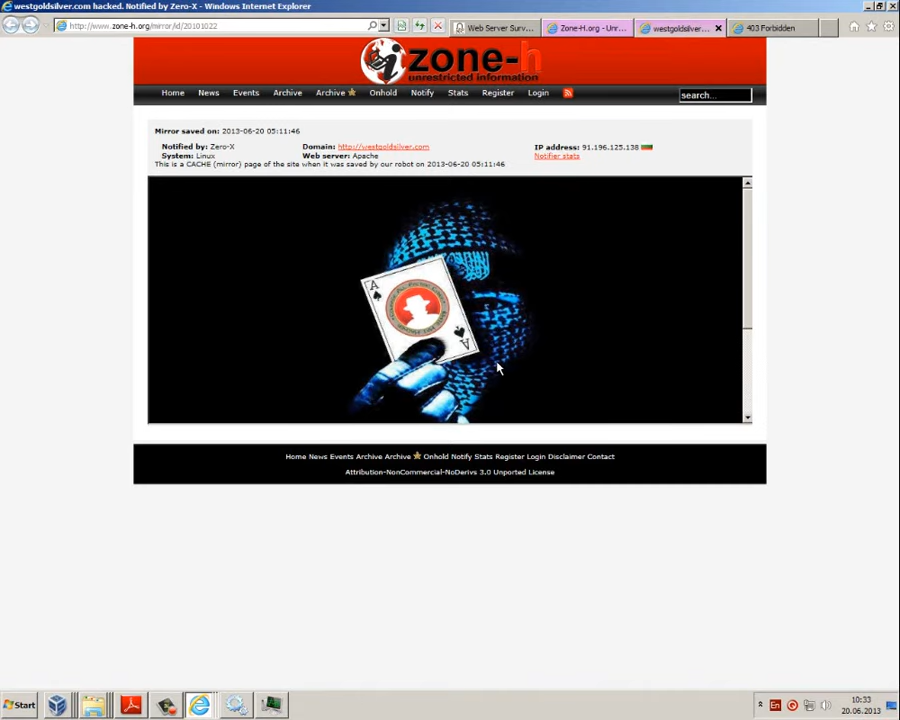 westgoldsilver.com hacked. Notified by Zero-X - Windows Internet Explorer
http://www.zone-h.org/mirror/id/20101022
Web Server Surv...
Zone-H.org - Unr...
westgoldsilver...
403 Forbidden
zone-h
unrestricted information
Home News Events Archive Archive Onhold Notify Stats Register Login
search...
Mirror saved on: 2013-06-20 05:11:46
Notified by: Zero-X Domain: http://westgoldsilver.com IP address: 91.196.125.138
System: Linux Web server: Apache Notifier stats
This is a CACHE (mirror) page of the site when it was saved by our robot on 2013-06-20 05:11:46
A
A
Home News Events Archive Archive Onhold Notify Stats Register Login Disclaimer Contact
Attribution-NonCommercial-NoDerivs 3.0 Unported License
Start
En
10:33
20.06.2013